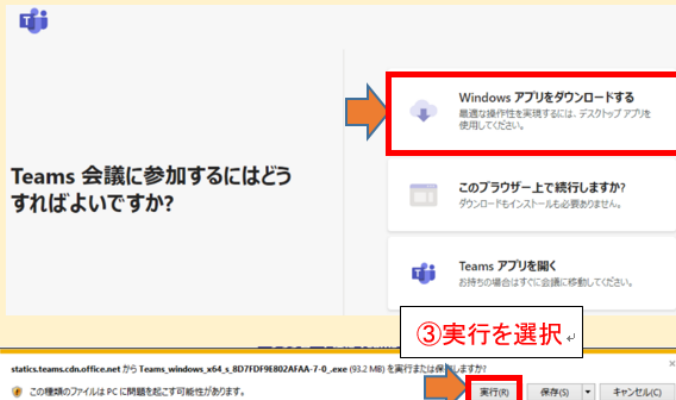 Windows アプリをダウンロードする
最適な操作性を実現するには、デスクトップ アプリを
使用してください。
Teams 会議に参加するにはどう
すればよいですか?
このブラウザー上で続行しますか?
ダウンロードもインストールも必要ありません。
Teams アプリを開く
お持ちの場合はすぐに会議に移動してください。
③実行を選択
statics.teams.cdn.office.net から Teams_windows_x64_s_8D7FDF9E802AFAA-7-0_.exe (93.2 MB) を実行または保存しますか?
この種類のファイルは PC に問題を起こす可能性があります。
実行(R) 保存(S) キャンセル(C)